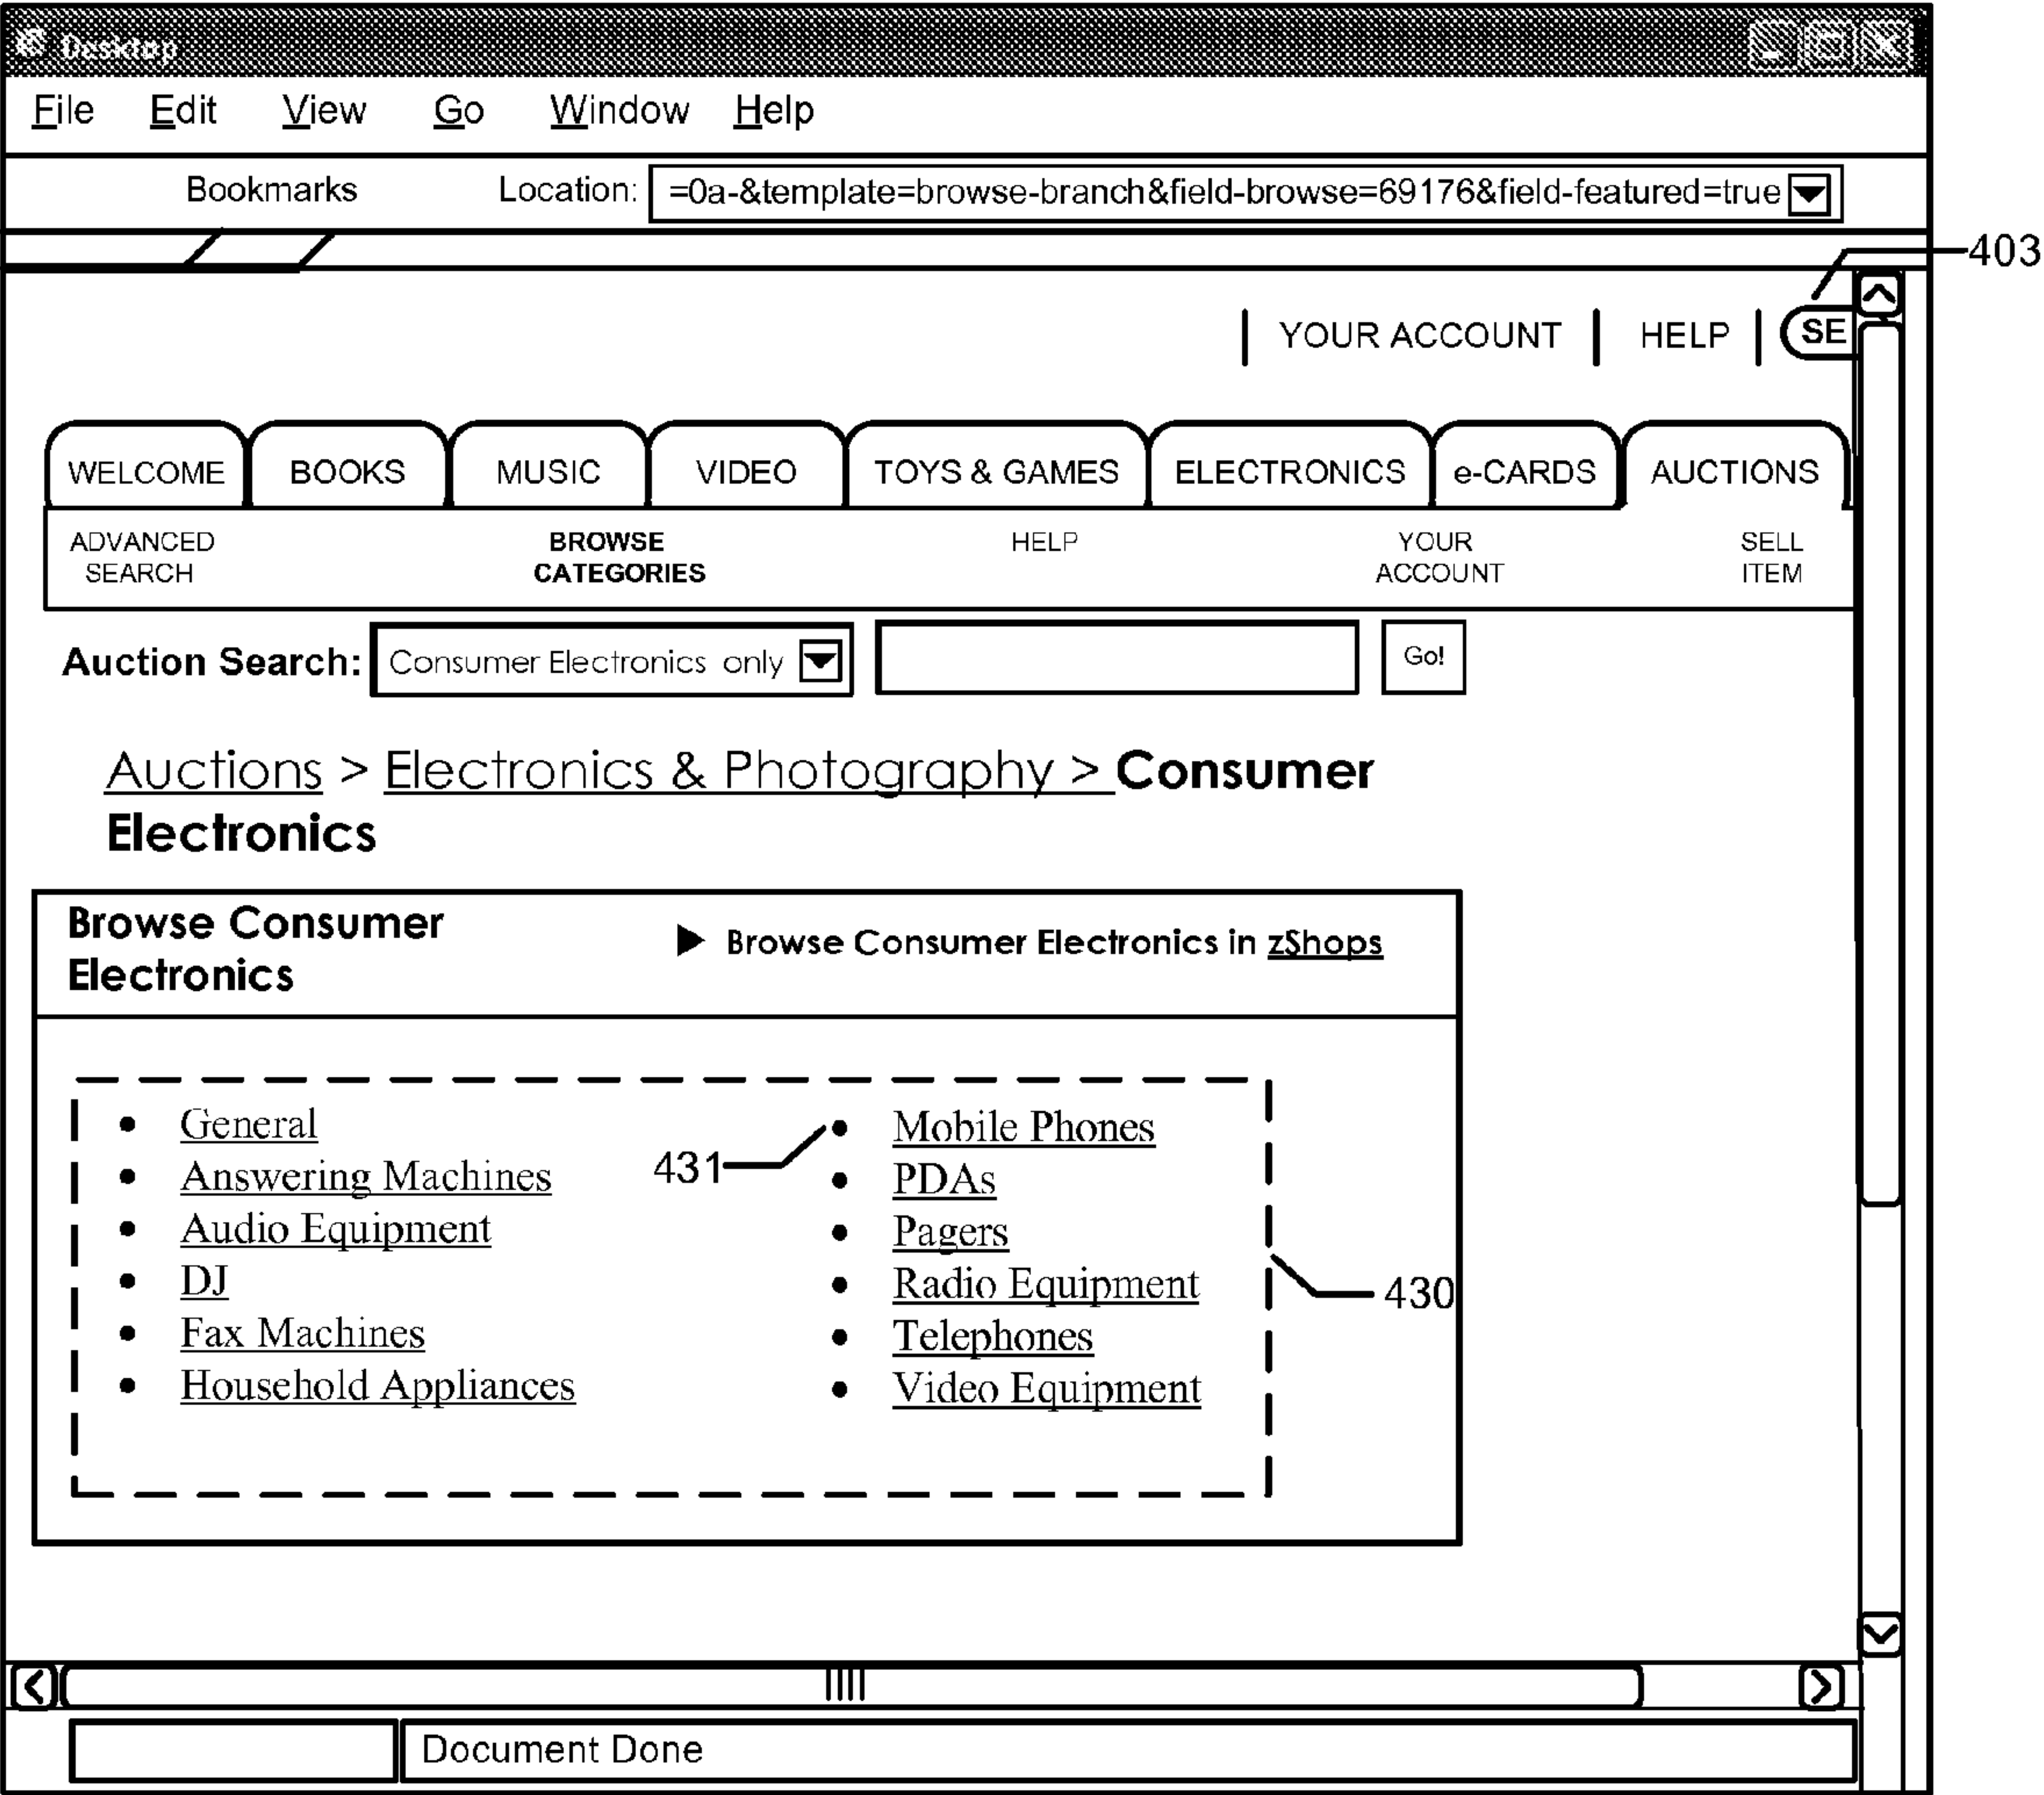 Desktop
File Edit View Go Window Help
Bookmarks Location: =0a-&template=browse-branch&field-browse=69176&field-featured=true
403
YOUR ACCOUNT | HELP | SE
WELCOME BOOKS MUSIC VIDEO TOYS & GAMES ELECTRONICS e-CARDS AUCTIONS
ADVANCED BROWSE HELP YOUR SELL
SEARCH CATEGORIES ACCOUNT ITEM
Auction Search: Consumer Electronics only Go!
Auctions > Electronics & Photography > Consumer
Electronics
Browse Consumer
Electronics
Browse Consumer Electronics in zShops
• General
• Answering Machines
• Audio Equipment
• DJ
• Fax Machines
• Household Appliances
431
• Mobile Phones
• PDAs
• Pagers
• Radio Equipment
• Telephones
• Video Equipment
430
Document Done